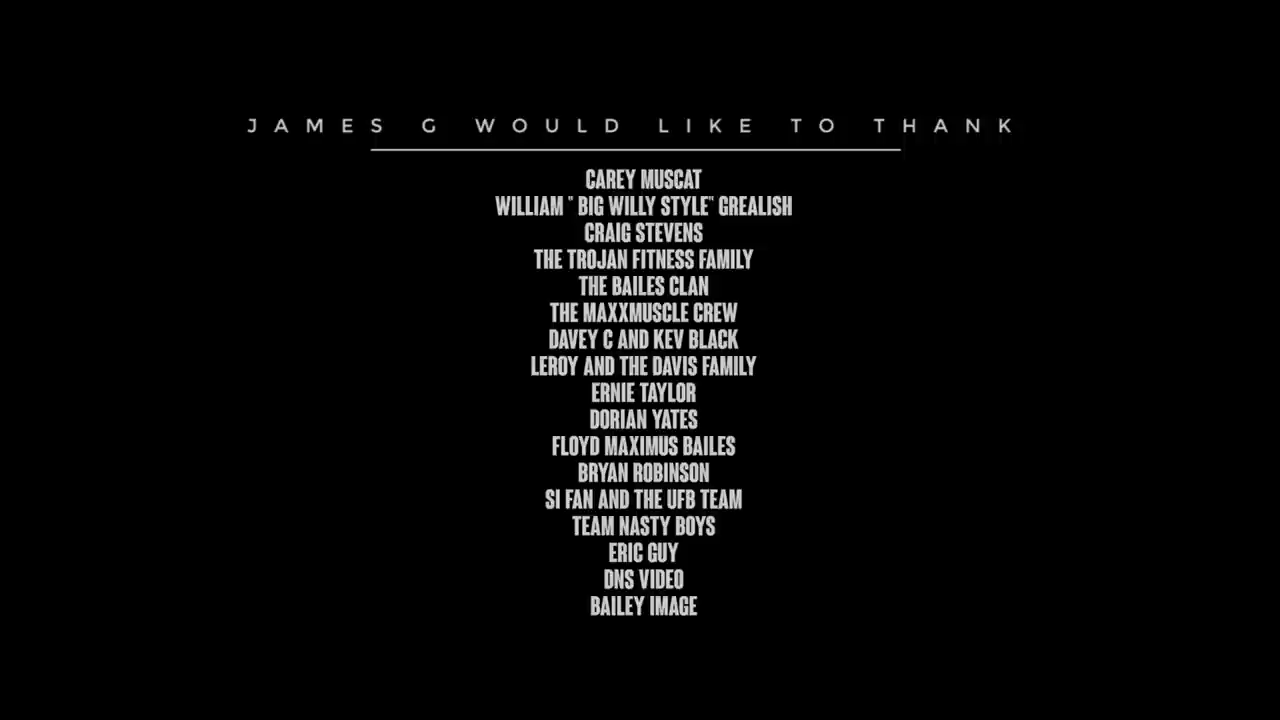 JAMES G WOULD LIKE TO THANK
CAREY MUSCAT
WILLIAM " BIG WILLY STYLE" GREALISH
CRAIG STEVENS
THE TROJAN FITNESS FAMILY
THE BAILES CLAN
THE MAXXMUSCLE CREW
DAVEY C AND KEV BLACK
LEROY AND THE DAVIS FAMILY
ERNIE TAYLOR
DORIAN YATES
FLOYD MAXIMUS BAILES
BRYAN ROBINSON
SI FAN AND THE UFB TEAM
TEAM NASTY BOYS
ERIC GUY
DNS VIDEO
BAILEY IMAGE